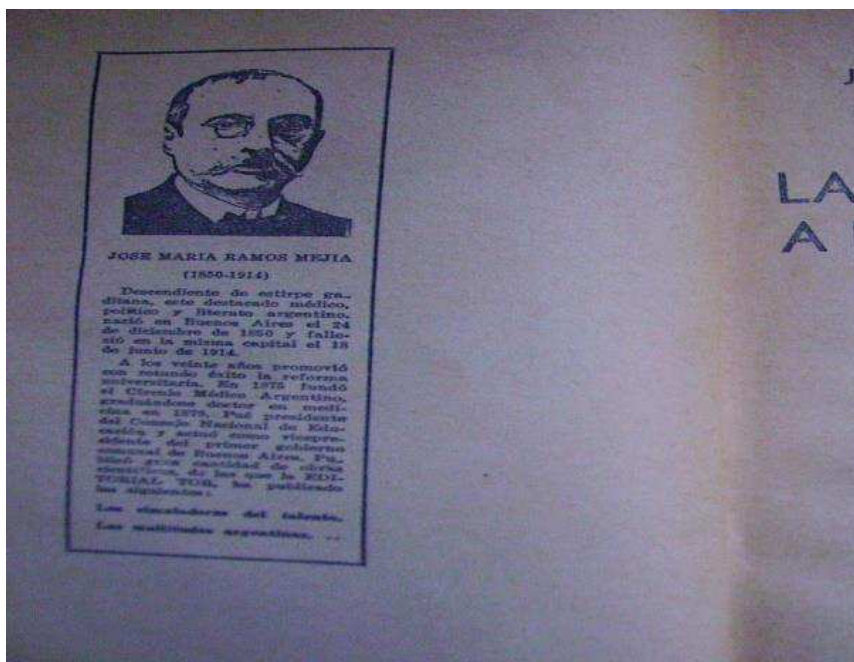 JOSE MARIA RAMOS MEJIA
(1850-1914)
Descendiente de estirpe ga-
ditana, este destacado médico,
político y literato argentino,
nació en Buenos Aires el 24
de diciembre de 1850 y falle-
ció en la misma capital el 18
de junio de 1914.
A los veinte años promovió
con rotundo éxito la reforma
universitaria. En 1875 fundó
el Círculo Médico Argentino,
graduándose doctor en medi-
cina en 1879. Fué presidente
del Consejo Nacional de Edu-
cación y actuó como vicepre-
sidente del primer gobierno
comunal de Buenos Aires. Pu-
blicó gran cantidad de obras
científicas, de las que la EDI-
TORIAL TOR, ha publicado
las siguientes:
Los simuladores del talento.
Las multitudes argentinas. ..
J
LA
A